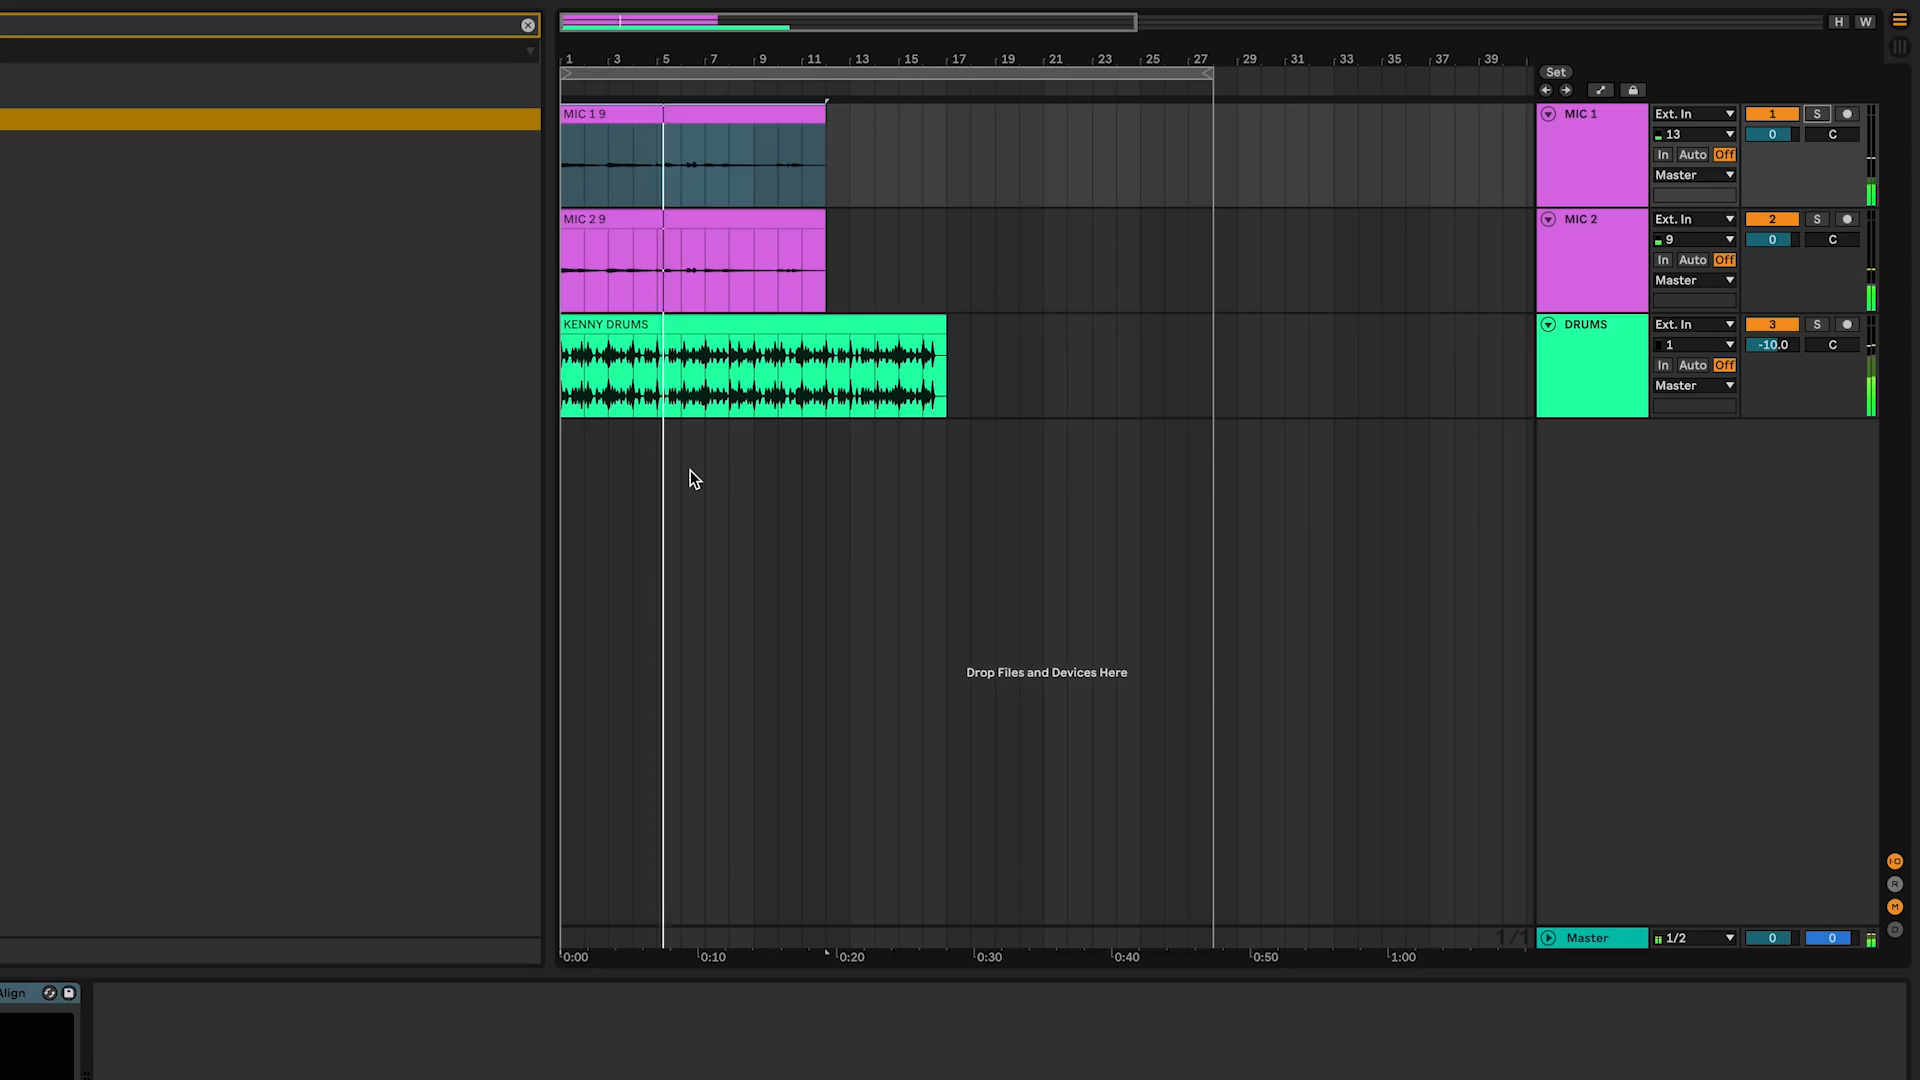 H W
1 3 5 7 9 11 13 15 17 19 21 23 25 27 29 31 33 35 37 39
Set
MIC 1 9
MIC 1 Ext. In 1 S
13 0 C
In Auto Off
Master
MIC 2 9
MIC 2 Ext. In 2 S
9 0 C
In Auto Off
Master
KENNY DRUMS
DRUMS Ext. In 3 S
1 -10.0 C
In Auto Off
Master
Drop Files and Devices Here
I·O
R
M
D
1/1
Master 1/2 0 0
0:00 0:10 0:20 0:30 0:40 0:50 1:00
Align